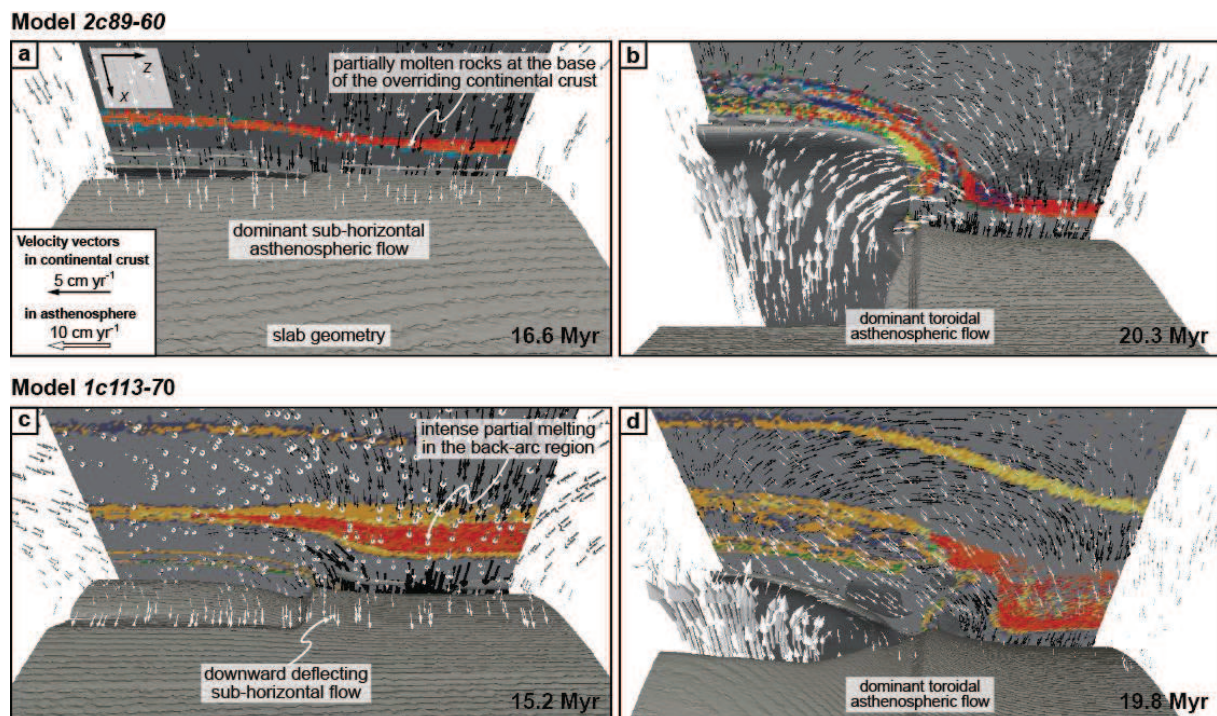 Model 2c89-60
a
z
x
partially molten rocks at the base
of the overriding continental crust
dominant sub-horizontal
asthenospheric flow
Velocity vectors
in continental crust
5 cm yr-1
in asthenosphere
10 cm yr-1
slab geometry
16.6 Myr
b
dominant toroidal
asthenospheric flow
20.3 Myr
Model 1c113-70
c
intense partial melting
in the back-arc region
downward deflecting
sub-horizontal flow
15.2 Myr
d
dominant toroidal
asthenospheric flow
19.8 Myr